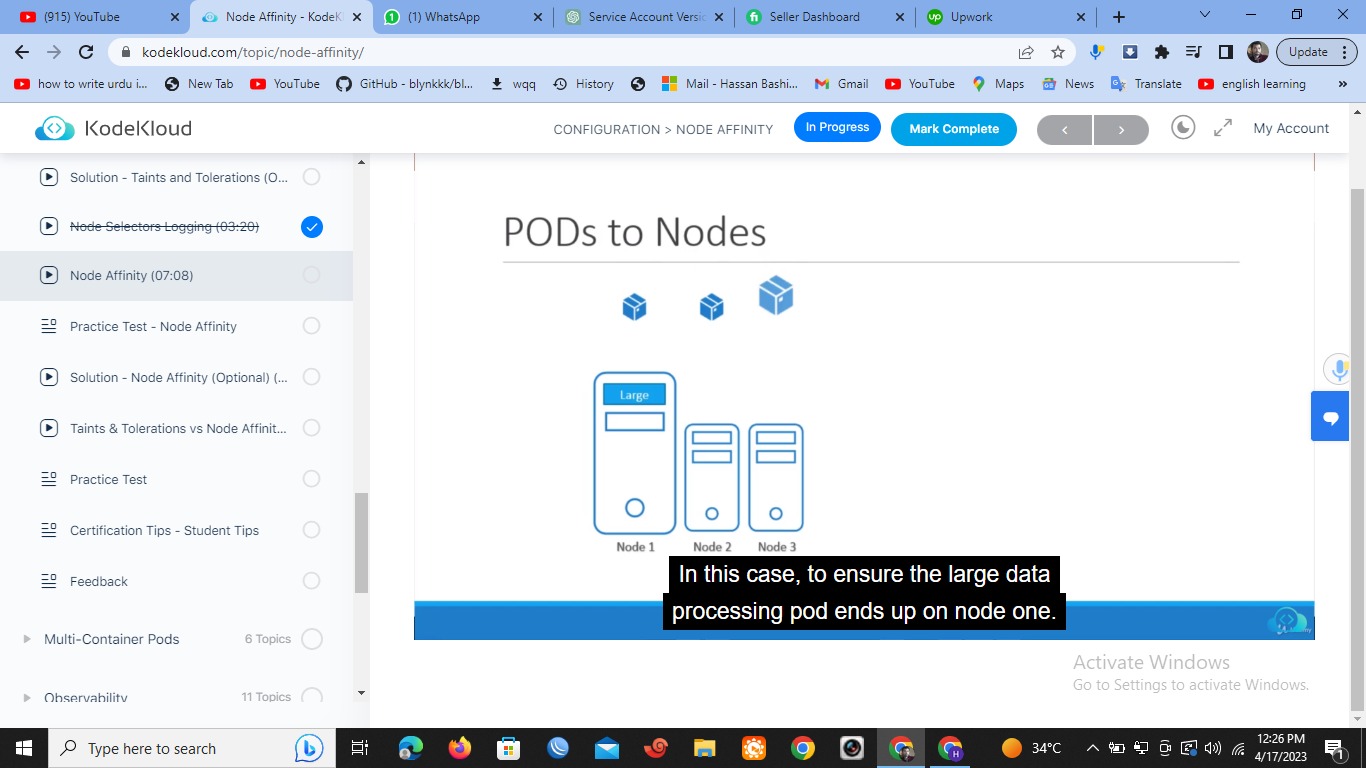 (915) YouTube
Node Affinity - KodeK
(1) WhatsApp
Service Account Versi
Seller Dashboard
Upwork
kodekloud.com/topic/node-affinity/
Update
how to write urdu i...
New Tab
YouTube
GitHub - blynkkk/bl...
wqq
History
Mail - Hassan Bashi...
Gmail
YouTube
Maps
News
Translate
english learning
»
KodeKloud
CONFIGURATION > NODE AFFINITY
In Progress
Mark Complete
My Account
Solution - Taints and Tolerations (O...
Node Selectors Logging (03:20)
Node Affinity (07:08)
Practice Test - Node Affinity
Solution - Node Affinity (Optional) (...
Taints & Tolerations vs Node Affinit...
Practice Test
Certification Tips - Student Tips
Feedback
Multi-Container Pods
6 Topics
Observability
11 Topics
PODs to Nodes
Large
Node 1
Node 2
Node 3
In this case, to ensure the large data
processing pod ends up on node one.
Activate Windows
Go to Settings to activate Windows.
Type here to search
H
34°C
12:26 PM
4/17/2023
1